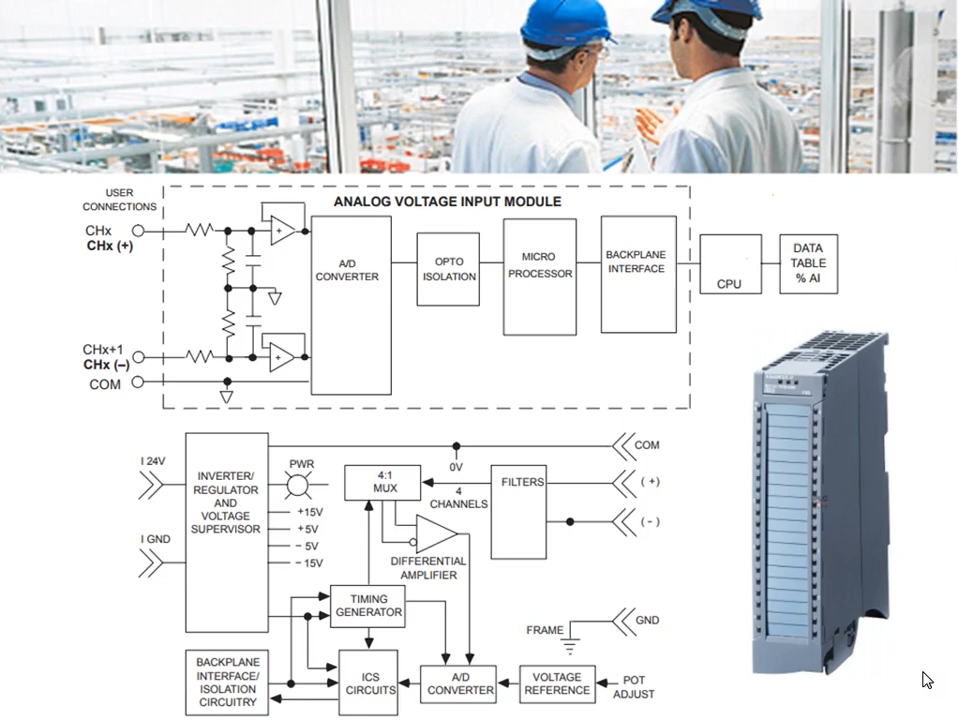 USER
CONNECTIONS
ANALOG VOLTAGE INPUT MODULE
CHx
CHx (+)
A/D
CONVERTER
OPTO
ISOLATION
MICRO
PROCESSOR
BACKPLANE
INTERFACE
CPU
DATA
TABLE
% AI
CHx+1
CHx (–)
COM
+
+
I 24V
I GND
INVERTER/
REGULATOR
AND
VOLTAGE
SUPERVISOR
PWR
+15V
+5V
– 5V
– 15V
4:1
MUX
0V
4
CHANNELS
FILTERS
COM
( + )
( - )
DIFFERENTIAL
AMPLIFIER
TIMING
GENERATOR
FRAME
GND
BACKPLANE
INTERFACE/
ISOLATION
CIRCUITRY
ICS
CIRCUITS
A/D
CONVERTER
VOLTAGE
REFERENCE
POT
ADJUST